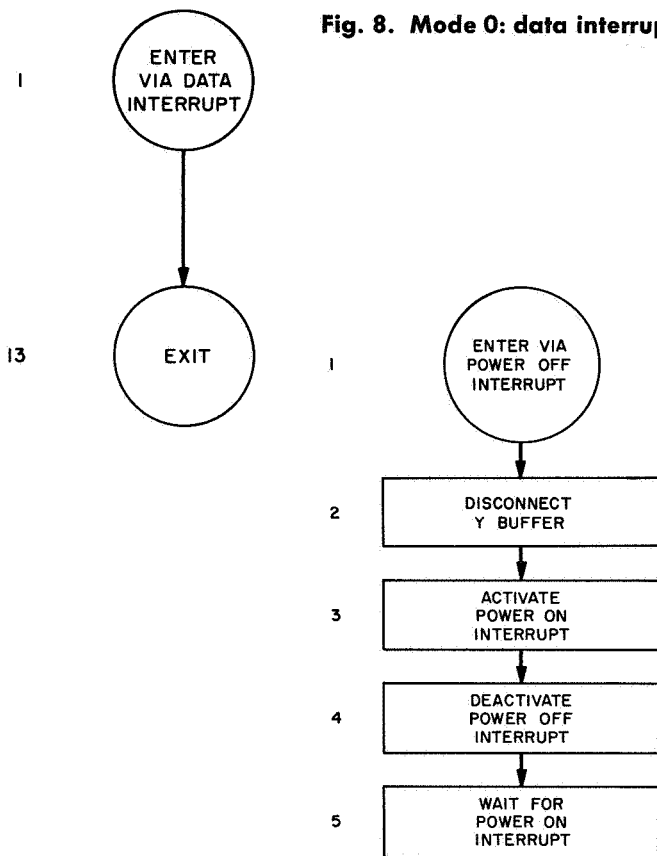 Fig. 8. Mode 0: data interrup
1
ENTER
VIA DATA
INTERRUPT
13
EXIT
1
ENTER VIA
POWER OFF
INTERRUPT
2
DISCONNECT
Y BUFFER
3
ACTIVATE
POWER ON
INTERRUPT
4
DEACTIVATE
POWER OFF
INTERRUPT
5
WAIT FOR
POWER ON
INTERRUPT